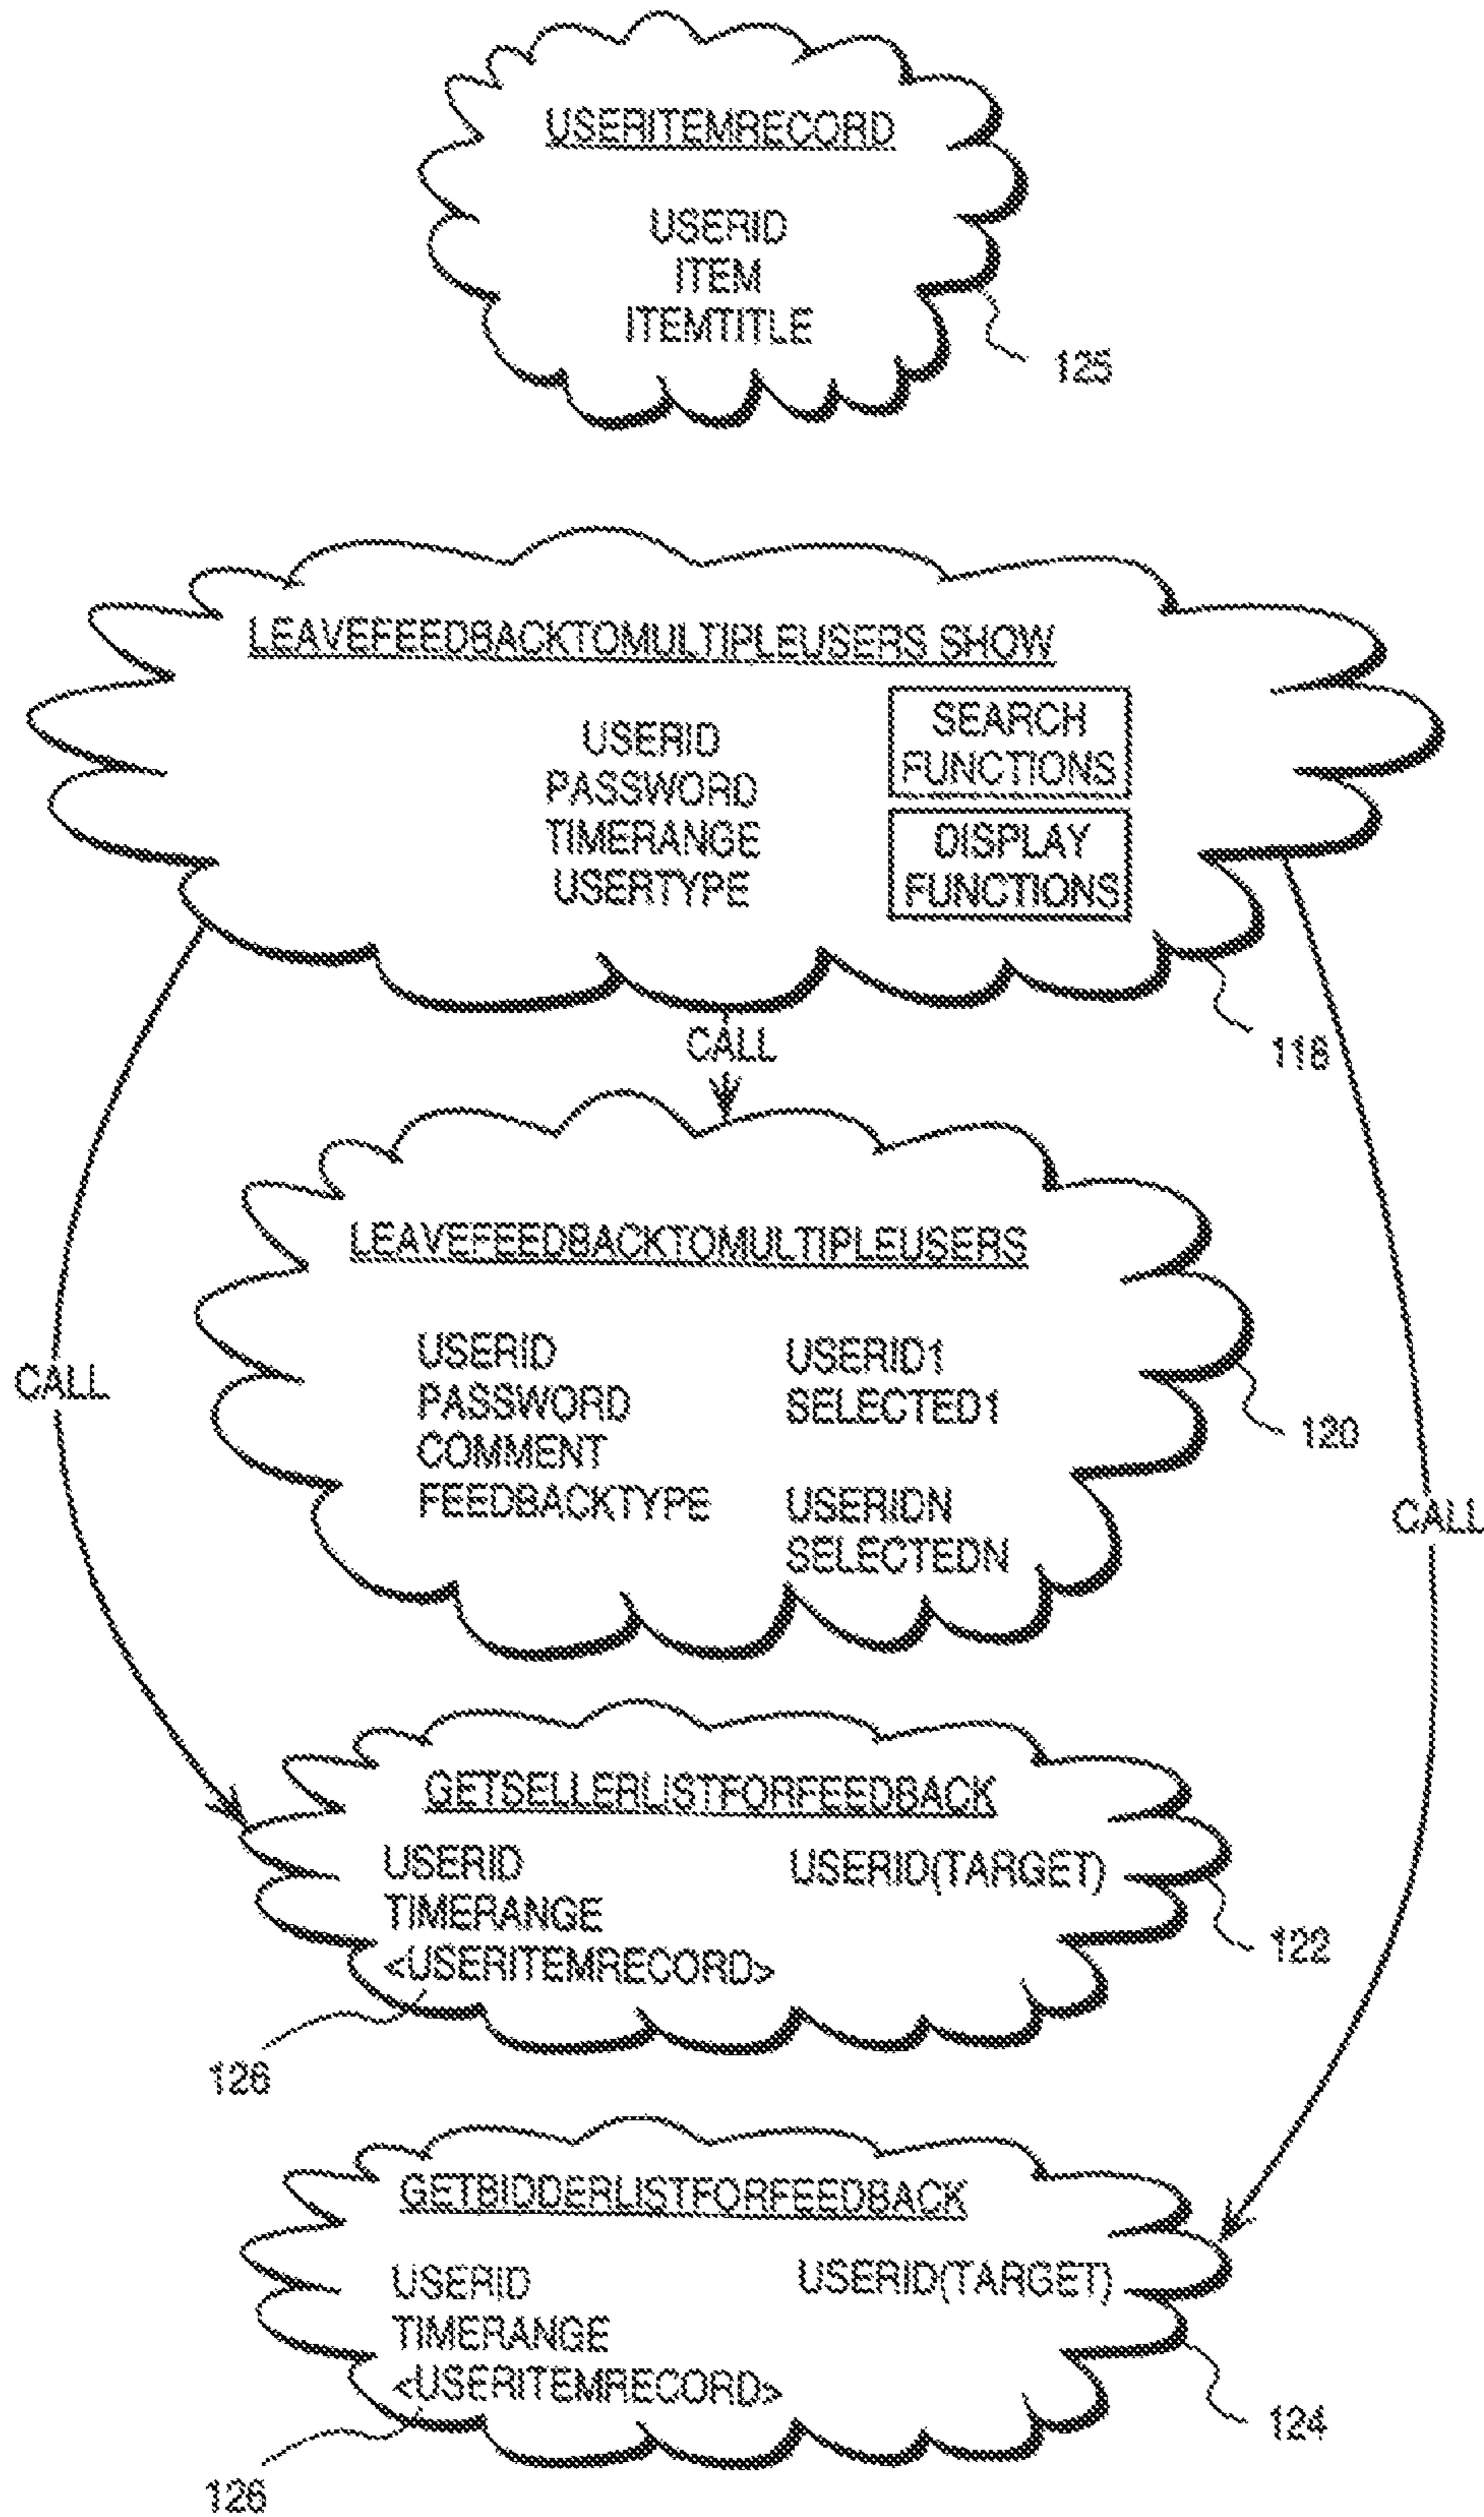 USERITEMRECORD
USERID
ITEM
ITEMTITLE
125
LEAVEFEEDBACKTOMULTIPLEUSERS SHOW
USERID
PASSWORD
TIMERANGE
USERTYPE
SEARCH
FUNCTIONS
DISPLAY
FUNCTIONS
118
CALL
LEAVEFEEDBACKTOMULTIPLEUSERS
USERID
PASSWORD
COMMENT
FEEDBACKTYPE
USERID1
SELECTED1
USERIDN
SELECTEDN
120
CALL
CALL
GETSELLERLISTFORFEEDBACK
USERID
TIMERANGE
<USERITEMRECORD>
USERID(TARGET)
122
126
GETBIDDERLISTFORFEEDBACK
USERID
TIMERANGE
<USERITEMRECORD>
USERID(TARGET)
124
126